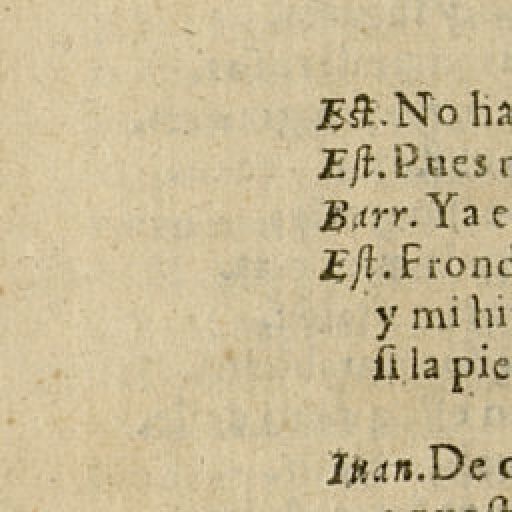 Eſt. No ha
Eſt. Pues
Barr. Ya e
Eſt. Frond
y mi hi
ſi la pie
Iuan. De